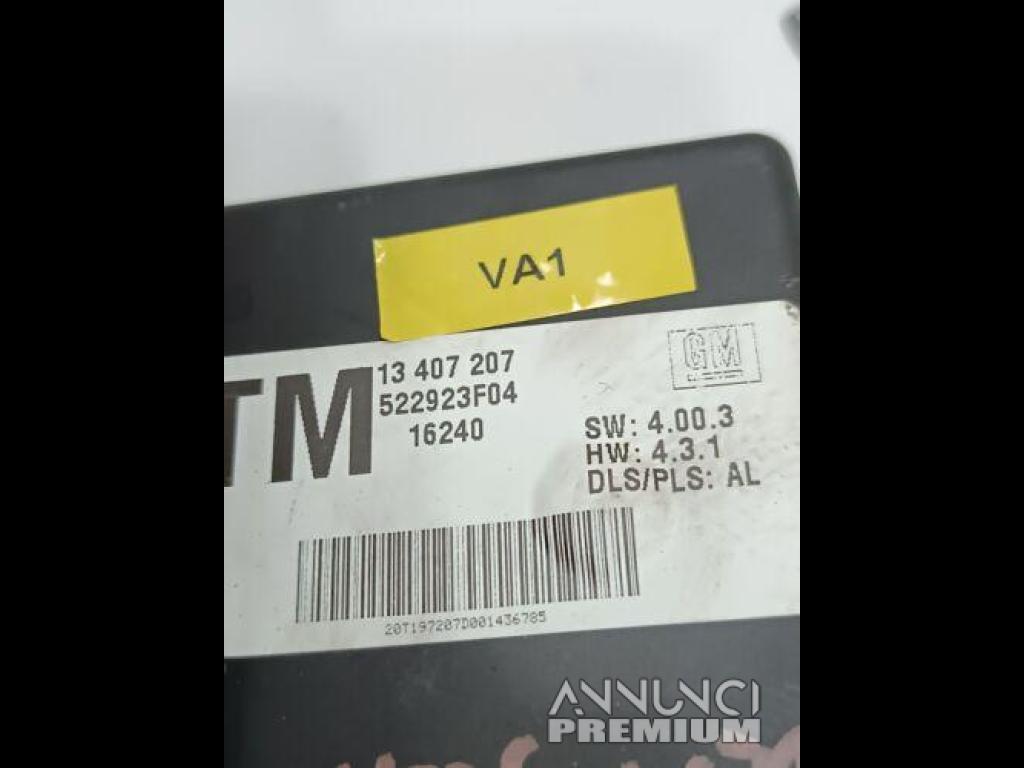 VA1
TM
13 407 207
522923F04
16240
GM
SW: 4.00.3
HW: 4.3.1
DLS/PLS: AL
20T197207D001436785
ANNUNCI
PREMIUM